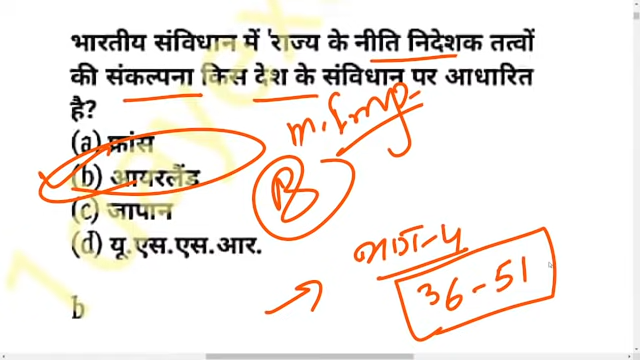 भारतीय संविधान में 'राज्य के नीति निदेशक तत्वों
की संकल्पना किस देश के संविधान पर आधारित
है?
(a) फ्रांस
(b) आयरलैंड
(c) जापान
(d) यू.एस.एस.आर.
b
m. Imp.
B
भाग-4
36-51